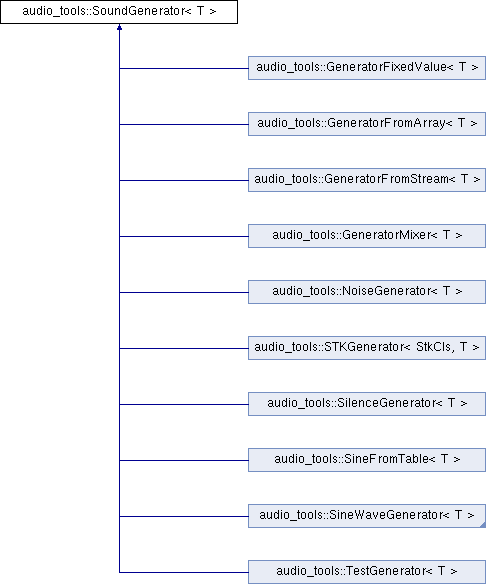 audio_tools::SoundGenerator< T >
audio_tools::GeneratorFixedValue< T >
audio_tools::GeneratorFromArray< T >
audio_tools::GeneratorFromStream< T >
audio_tools::GeneratorMixer< T >
audio_tools::NoiseGenerator< T >
audio_tools::STKGenerator< StkCls, T >
audio_tools::SilenceGenerator< T >
audio_tools::SineFromTable< T >
audio_tools::SineWaveGenerator< T >
audio_tools::TestGenerator< T >